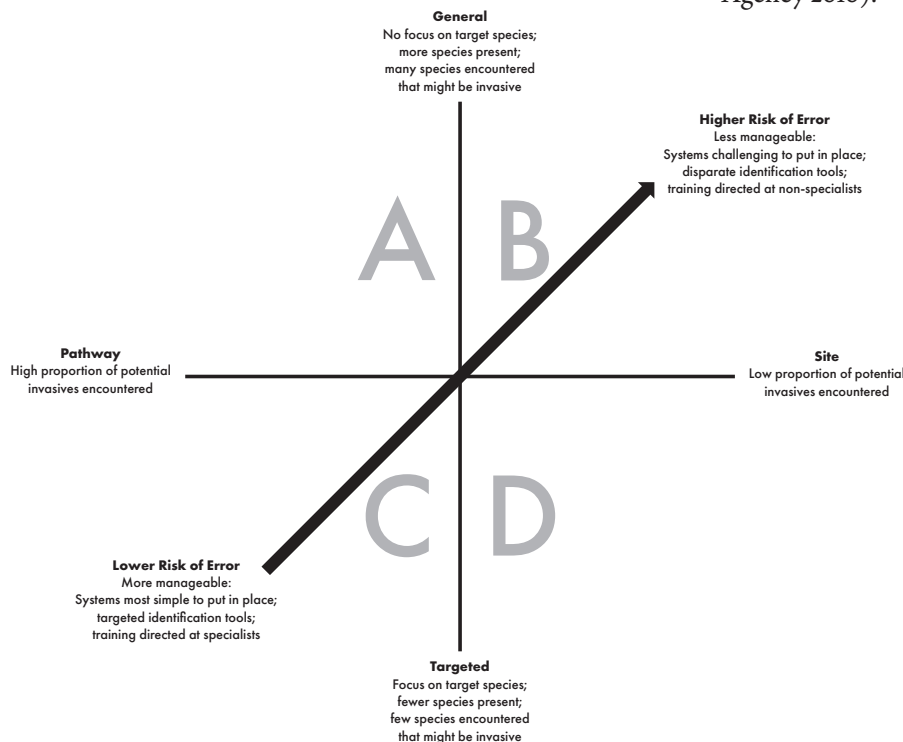 Agency 2018).
General
No focus on target species;
more species present;
many species encountered
that might be invasive
Higher Risk of Error
Less manageable:
Systems challenging to put in place;
disparate identification tools;
training directed at non-specialists
A
B
Pathway
High proportion of potential
invasives encountered
Site
Low proportion of potential
invasives encountered
C
D
Lower Risk of Error
More manageable:
Systems most simple to put in place;
targeted identification tools;
training directed at specialists
Targeted
Focus on target species;
fewer species present;
few species encountered
that might be invasive